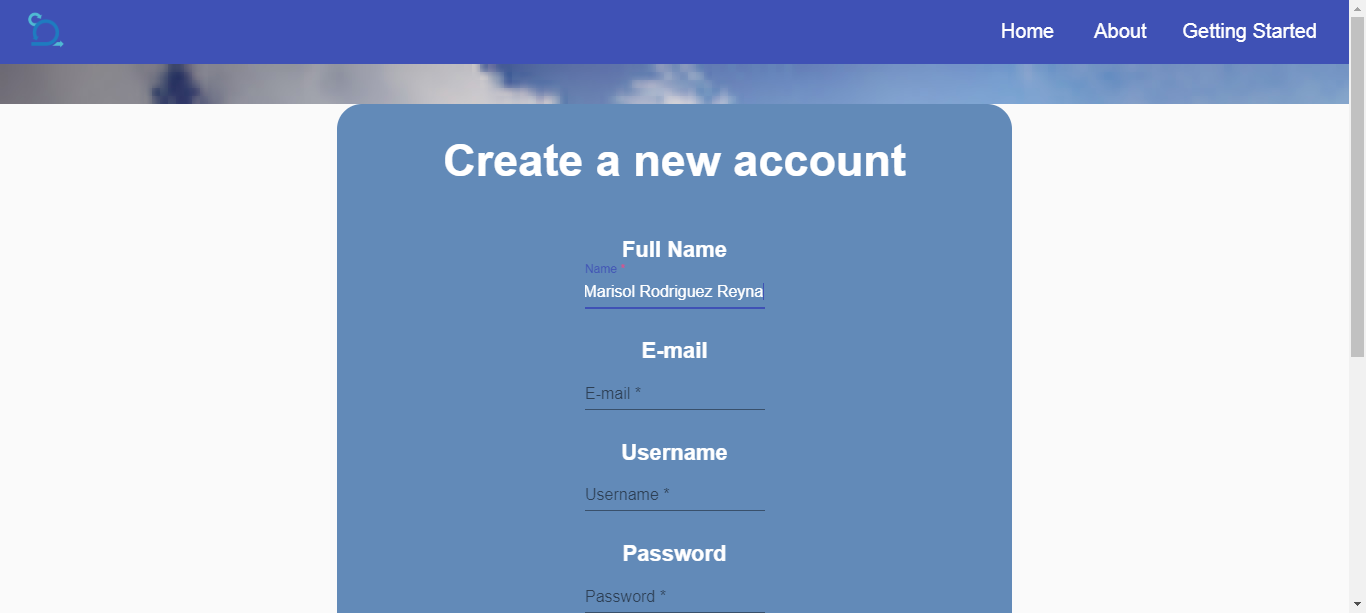 Home About Getting Started
Create a new account
Full Name
Name *
Marisol Rodriguez Reyna
E-mail
E-mail *
Username
Username *
Password
Password *